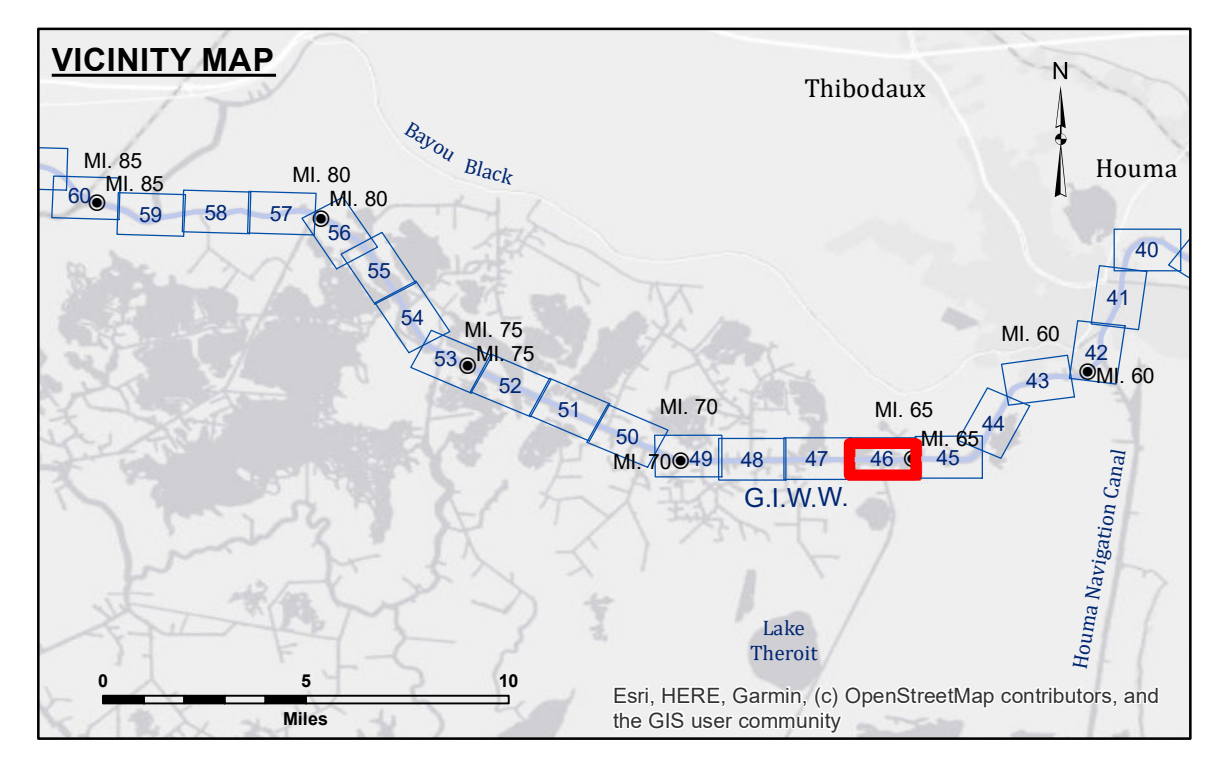 VICINITY MAP
Thibodaux
N
Bayou Black
Houma
MI. 85
MI. 85
MI. 80
MI. 80
60
59
58
57
56
55
54
40
41
MI. 75
MI. 75
53
52
51
50
MI. 60
42
MI. 60
43
44
MI. 70
MI. 70
49
48
47
46
MI. 65
MI. 65
45
G.I.W.W.
Houma Navigation Canal
Lake
Theroit
0 5 10
Miles
Esri, HERE, Garmin, (c) OpenStreetMap contributors, and
the GIS user community